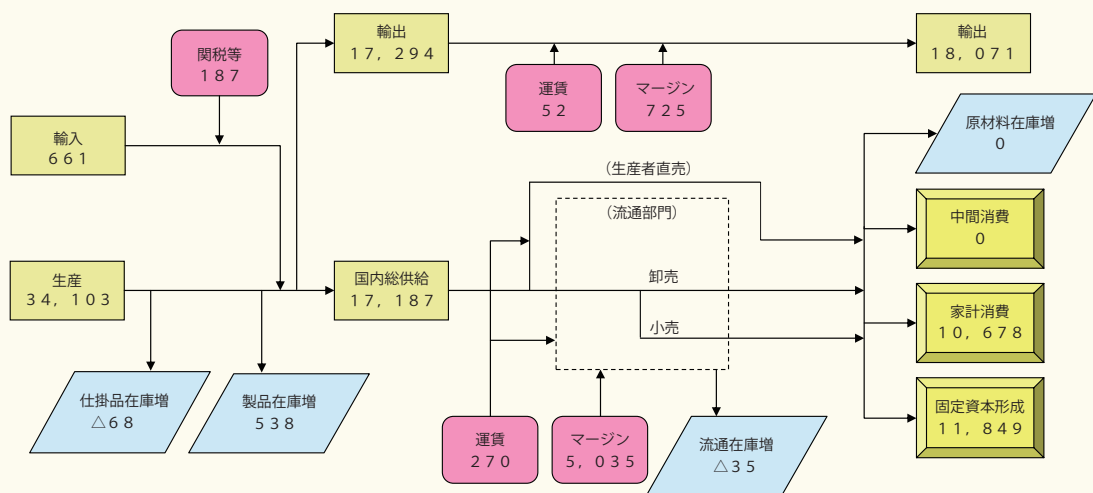 輸出
17,294
輸出
18,071
関税等
187
運賃
52
マージン
725
原材料在庫増
0
輸入
661
(生産者直売)
(流通部門)
中間消費
0
生産
34,103
国内総供給
17,187
卸売
家計消費
10,678
小売
仕掛品在庫増
△68
製品在庫増
538
固定資本形成
11,849
運賃
270
マージン
5,035
流通在庫増
△35